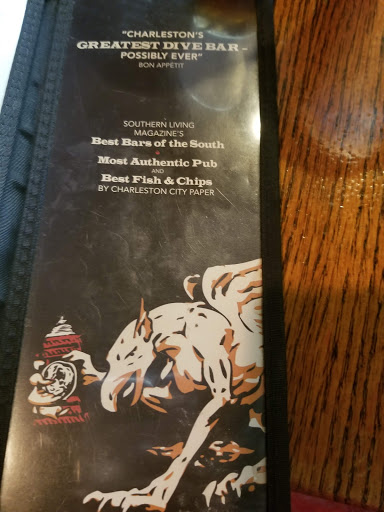 "CHARLESTON'S
GREATEST DIVE BAR -
POSSIBLY EVER"
BON APPÉTIT
SOUTHERN LIVING
MAGAZINE'S
Best Bars of the South
Most Authentic Pub
AND
Best Fish & Chips
BY CHARLESTON CITY PAPER